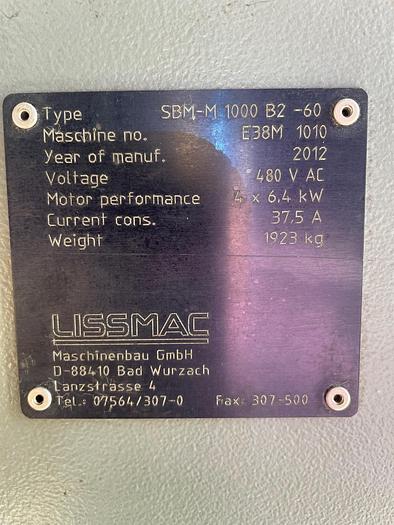 Type SBM-M 1000 B2 -60
Maschine no. E38M 1010
Year of manuf. 2012
Voltage 480 V AC
Motor performance 4 x 6.4 kW
Current cons. 37,5 A
Weight 1923 kg
LISSMAC
Maschinenbau GmbH
D-88410 Bad Wurzach
Lanzstrasse 4
Tel.: 07564/307-0 Fax: 307-500